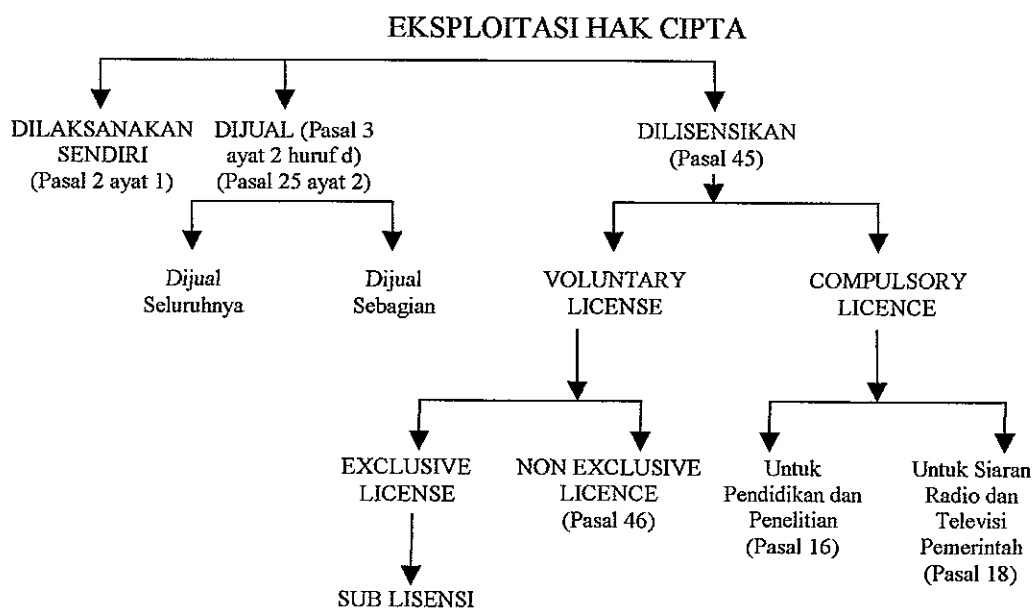 EKSPLOITASI HAK CIPTA
DILAKSANAKAN
SENDIRI
(Pasal 2 ayat 1)
DIJUAL (Pasal 3
ayat 2 huruf d)
(Pasal 25 ayat 2)
DILISENSIKAN
(Pasal 45)
Dijual
Seluruhnya
Dijual
Sebagian
VOLUNTARY
LICENSE
COMPULSORY
LICENCE
EXCLUSIVE
LICENSE
NON EXCLUSIVE
LICENCE
(Pasal 46)
Untuk
Pendidikan dan
Penelitian
(Pasal 16)
Untuk Siaran
Radio dan
Televisi
Pemerintah
(Pasal 18)
SUB LISENSI